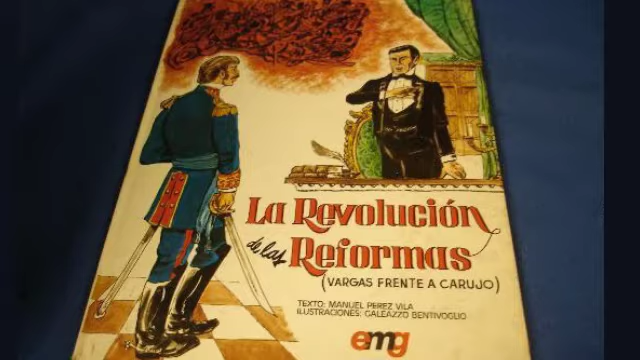 La Revolución
de las Reformas
(VARGAS FRENTE A CARUJO)
TEXTO: MANUEL PEREZ VILA
ILUSTRACIONES: GALEAZZO BENTIVOGLIO
emg